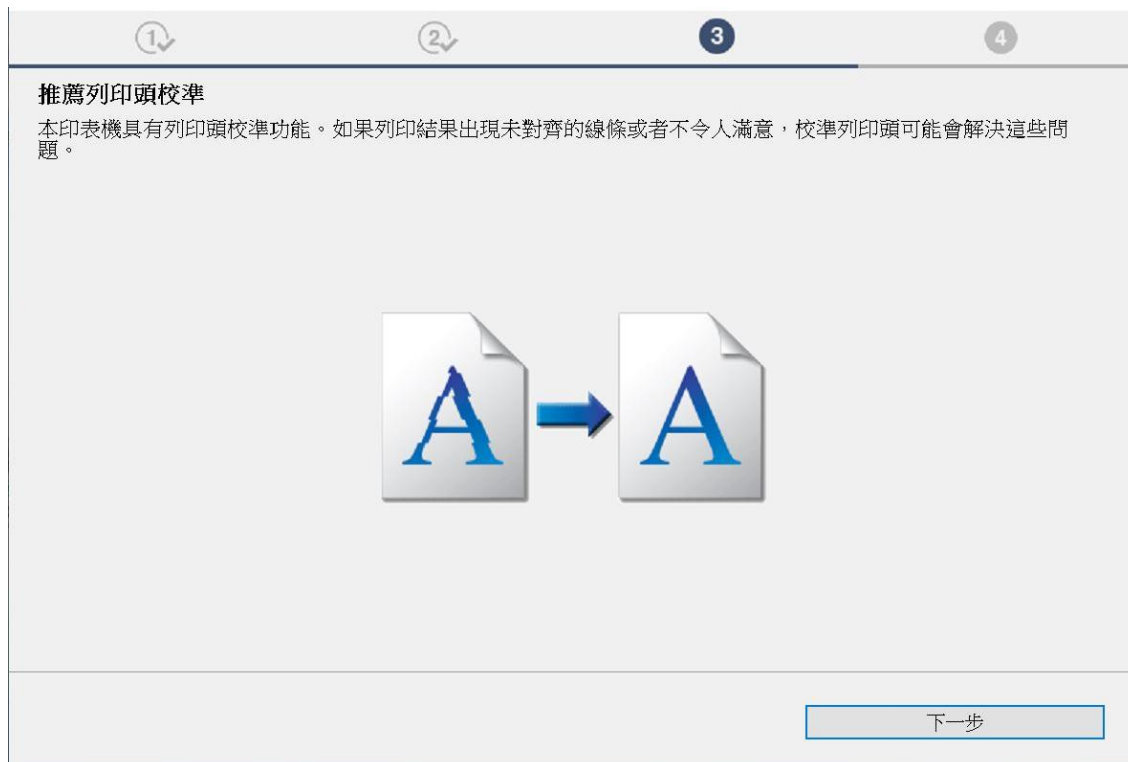 1 2 3 4
推薦列印頭校準
本印表機具有列印頭校準功能。如果列印結果出現未對齊的線條或者不令人滿意，校準列印頭可能會解決這些問
題。
A A
下一步